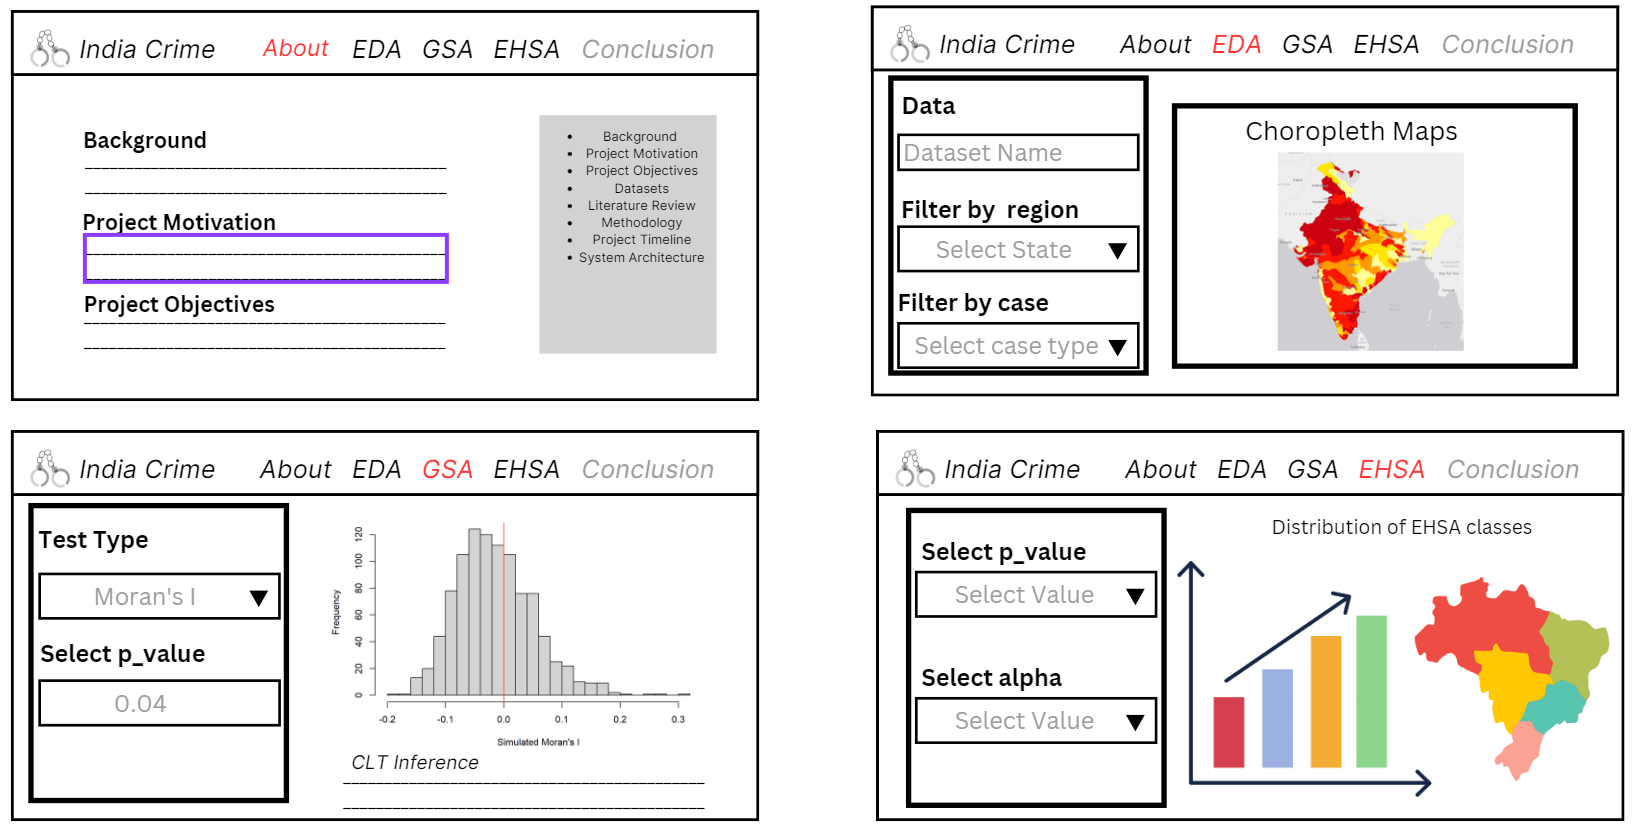 India Crime About EDA GSA EHSA Conclusion
Background
Project Motivation
Project Objectives
Background
Project Motivation
Project Objectives
Datasets
Literature Review
Methodology
Project Timeline
System Architecture
India Crime About EDA GSA EHSA Conclusion
Data
Dataset Name
Filter by region
Select State
Filter by case
Select case type
Choropleth Maps
India Crime About EDA GSA EHSA Conclusion
Test Type
Moran's I
Select p_value
0.04
Frequency
120
100
80
60
40
20
0
-0.2 -0.1 0.0 0.1 0.2 0.3
Simulated Moran's I
CLT Inference
India Crime About EDA GSA EHSA Conclusion
Select p_value
Select Value
Select alpha
Select Value
Distribution of EHSA classes